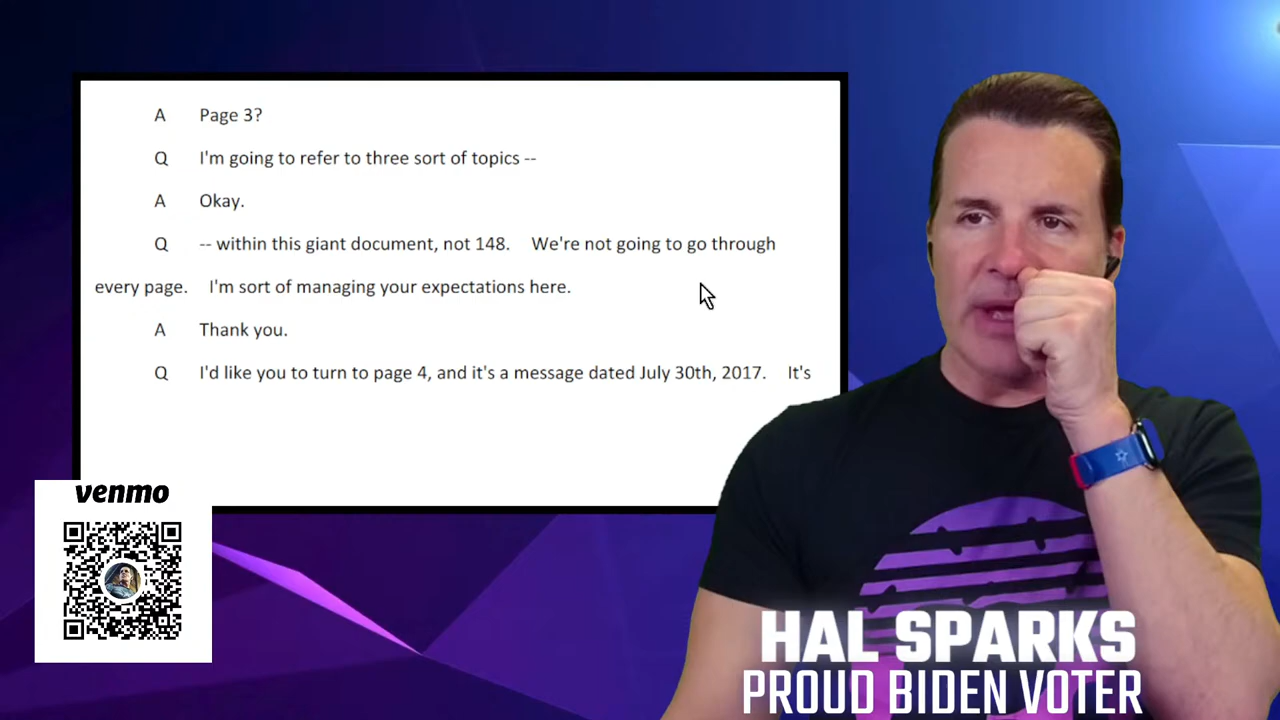 A Page 3?
Q I'm going to refer to three sort of topics --
A Okay.
Q -- within this giant document, not 148. We're not going to go through
every page. I'm sort of managing your expectations here.
A Thank you.
Q I'd like you to turn to page 4, and it's a message dated July 30th, 2017. It's
venmo
HAL SPARKS
PROUD BIDEN VOTER